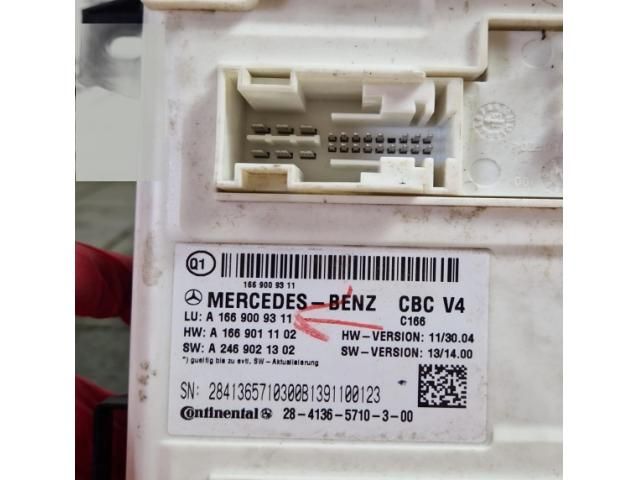 Q1
166 900 93 11
MERCEDES-BENZ CBC V4
LU: A 166 900 93 11 C166
HW: A 166 901 11 02 HW-VERSION: 11/30.04
SW: A 246 902 13 02 SW-VERSION: 13/14.00
*) gueltig bis zu evtl. SW-Aktualisierung
SN: 2841365710300B1391100123
Continental 28-4136-5710-3-00